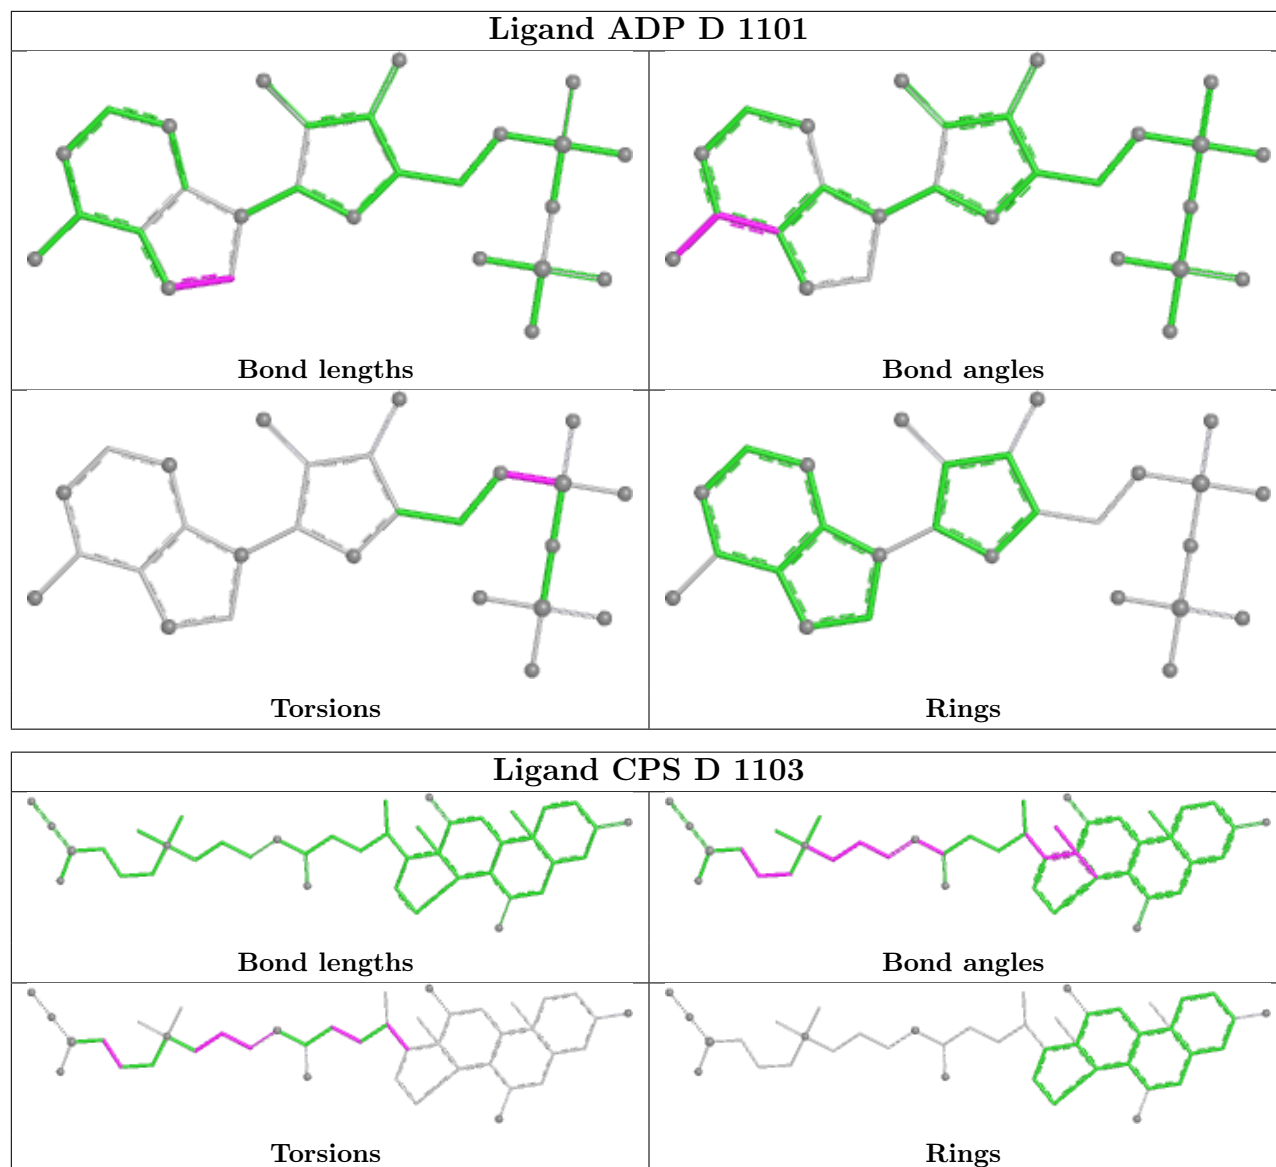 Ligand ADP D 1101
Bond lengths
Bond angles
Torsions
Rings
Ligand CPS D 1103
Bond lengths
Bond angles
Torsions
Rings